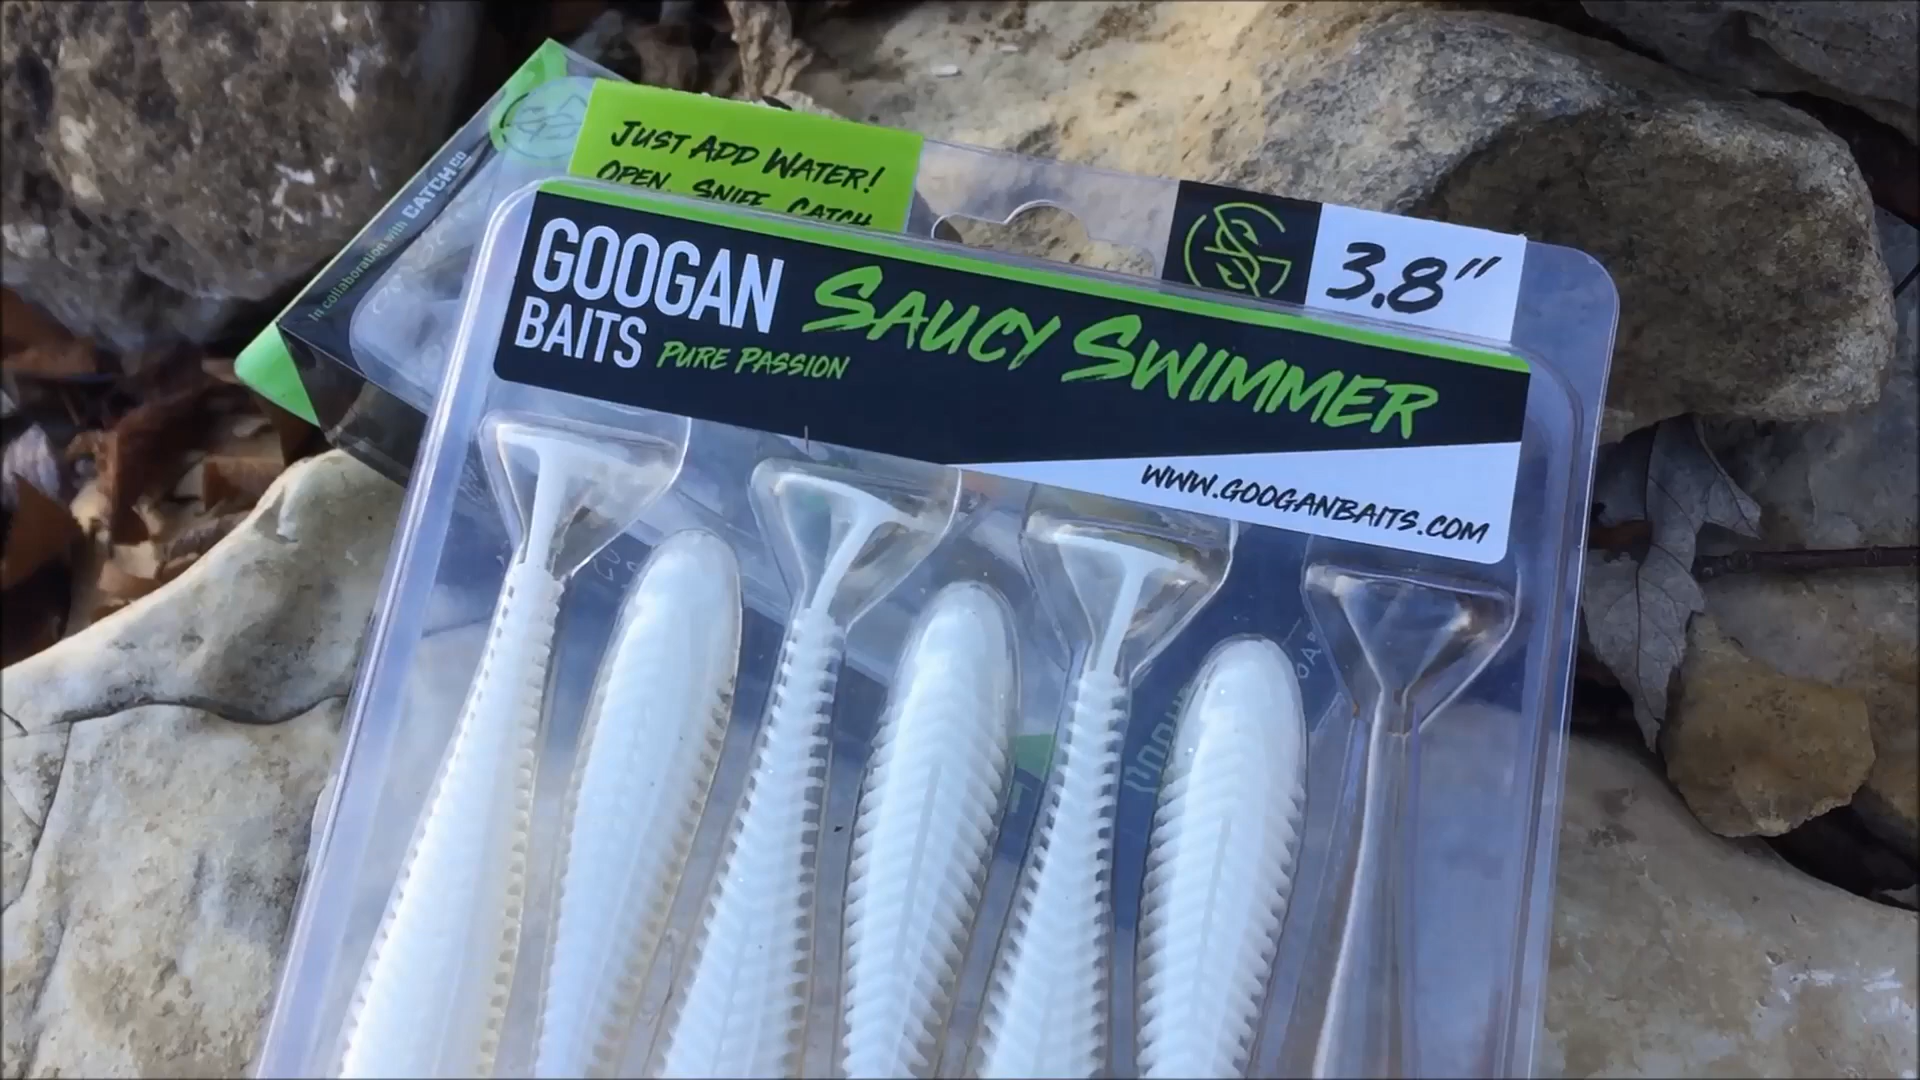 JUST ADD WATER!
OPEN. SNIFF. CATCH
In collaboration with CATCH CO
GOOGAN
BAITS
PURE PASSION
SAUCY SWIMMER
3.8"
WWW.GOOGANBAITS.COM